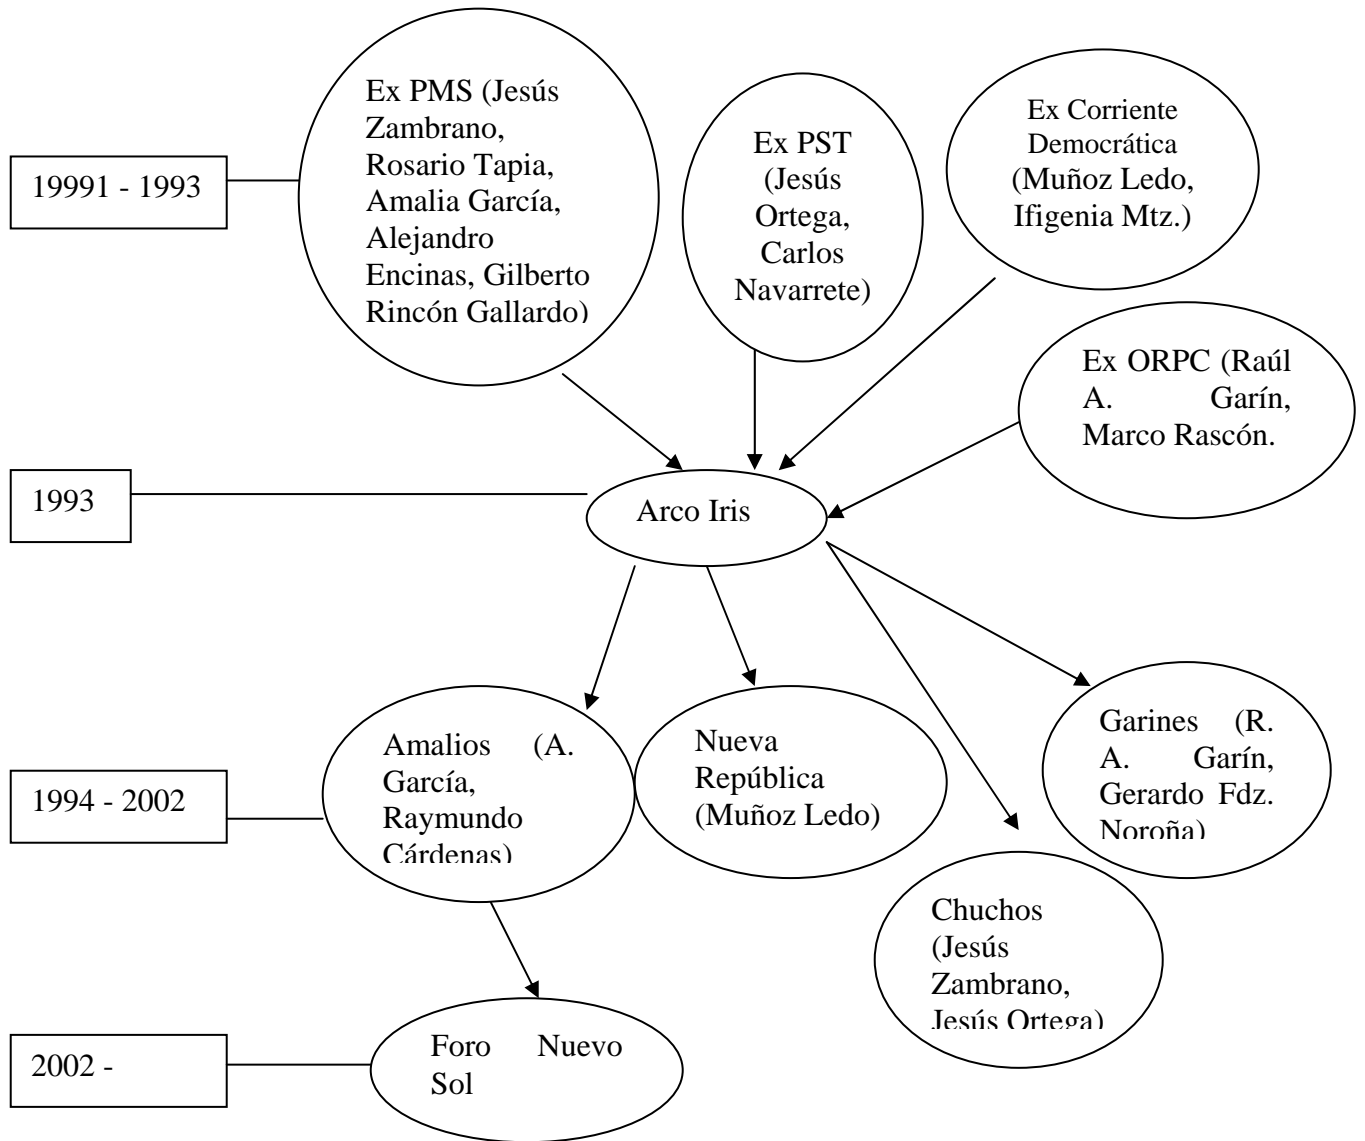 19991 - 1993
Ex PMS (Jesús
Zambrano,
Rosario Tapia,
Amalia García,
Alejandro
Encinas, Gilberto
Rincón Gallardo)
Ex PST
(Jesús
Ortega,
Carlos
Navarrete)
Ex Corriente
Democrática
(Muñoz Ledo,
Ifigenia Mtz.)
Ex ORPC (Raúl
A. Garín,
Marco Rascón.
1993
Arco Iris
1994 - 2002
Amalios (A.
García,
Raymundo
Cárdenas)
Nueva
República
(Muñoz Ledo)
Garines (R.
A. Garín,
Gerardo Fdz.
Noroña)
Chuchos
(Jesús
Zambrano,
Jesús Ortega)
2002 -
Foro Nuevo
Sol